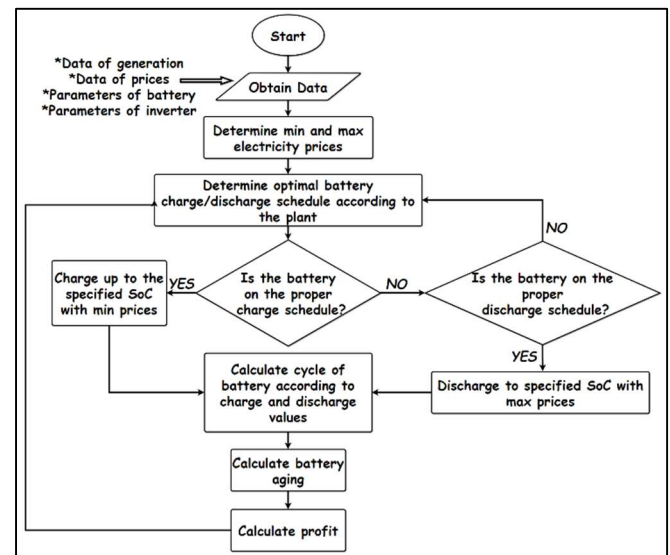 Start
*Data of generation
*Data of prices
*Parameters of battery
*Parameters of inverter
Obtain Data
Determine min and max
electricity prices
Determine optimal battery
charge/discharge schedule according to
the plant
NO
Charge up to the
specified SoC
with min prices
YES
Is the battery
on the proper
charge schedule?
NO
Is the battery on the
proper
discharge schedule?
YES
Calculate cycle of
battery according to
charge and discharge
values
Discharge to specified SoC with
max prices
Calculate battery
aging
Calculate profit